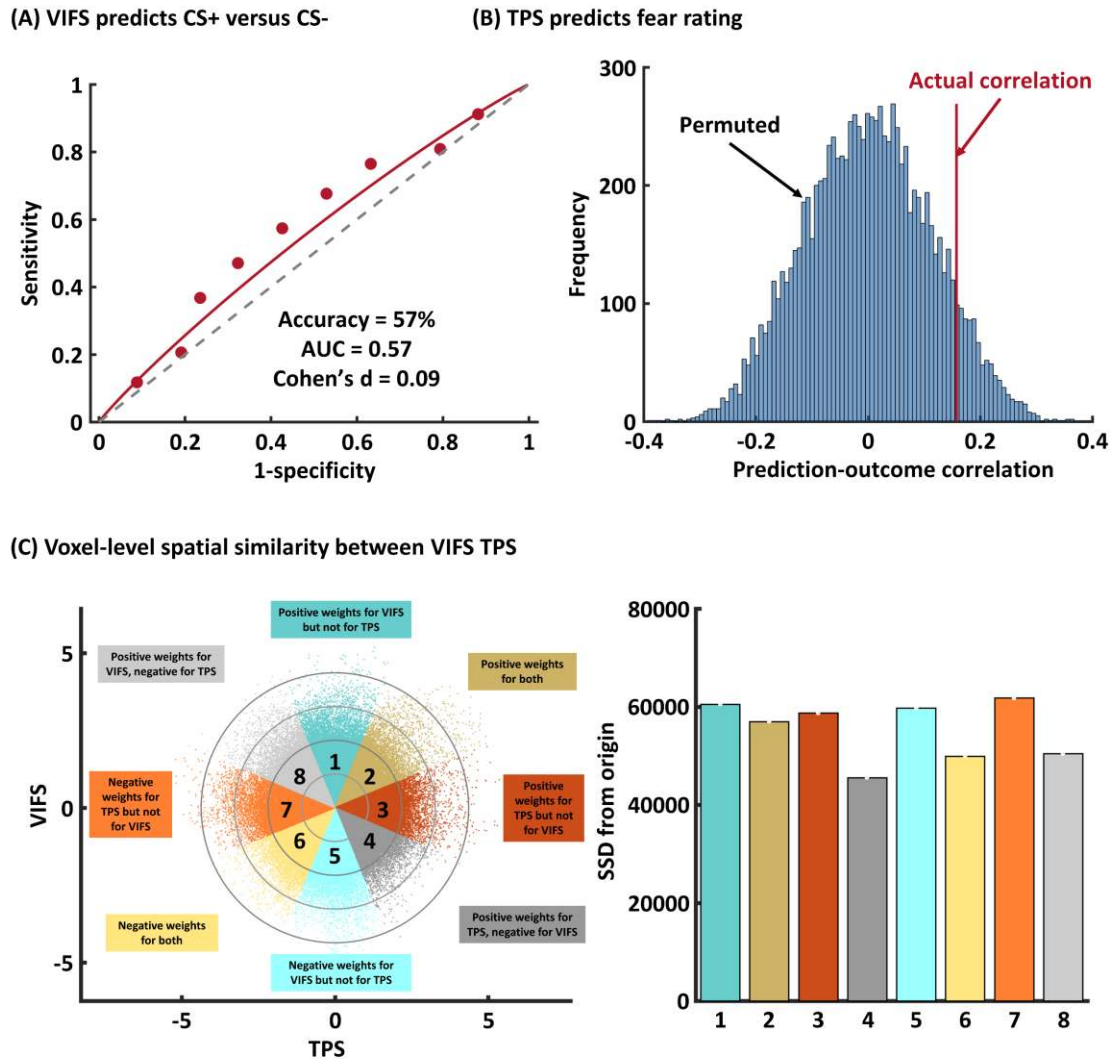 (A) VIFS predicts CS+ versus CS-
1
0.8
0.6
0.4
0.2
0
Sensitivity
Accuracy = 57%
AUC = 0.57
Cohen's d = 0.09
0
0.2
0.4
0.6
0.8
1
1-specificity
(B) TPS predicts fear rating
300
200
100
0
Frequency
Actual correlation
Permuted
-0.4
-0.2
0
0.2
0.4
Prediction-outcome correlation
(C) Voxel-level spatial similarity between VIFS TPS
5
0
-5
VIFS
Positive weights for VIFS
but not for TPS
Positive weights for
VIFS, negative for TPS
Positive weights
for both
Negative
weights for
TPS but not
for VIFS
Positive
weights for
TPS but not
for VIFS
Negative weights
for both
Positive weights for
TPS, negative for VIFS
Negative weights for
VIFS but not for TPS
1
2
3
4
5
6
7
8
-5
0
5
TPS
80000
60000
40000
20000
0
SSD from origin
1
2
3
4
5
6
7
8